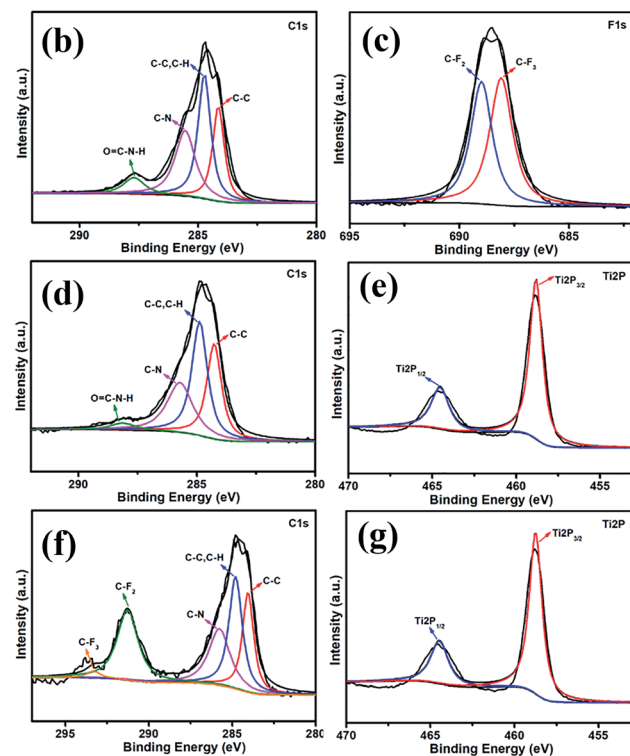 (b)
C1s
C-C,C-H
C-C
C-N
O=C-N-H
Intensity (a.u.)
290 285 280
Binding Energy (eV)
(c)
F1s
C-F2
C-F3
Intensity (a.u.)
695 690 685
Binding Energy (eV)
(d)
C1s
C-C,C-H
C-C
C-N
O=C-N-H
Intensity (a.u.)
290 285 280
Binding Energy (eV)
(e)
Ti2P
Ti2P3/2
Ti2P1/2
Intensity (a.u.)
470 465 460 455
Binding Energy (eV)
(f)
C1s
C-C,C-H
C-F2
C-C
C-N
C-F3
Intensity (a.u.)
295 290 285 280
Binding Energy (eV)
(g)
Ti2P
Ti2P3/2
Ti2P1/2
Intensity (a.u.)
470 465 460 455
Binding Energy (eV)